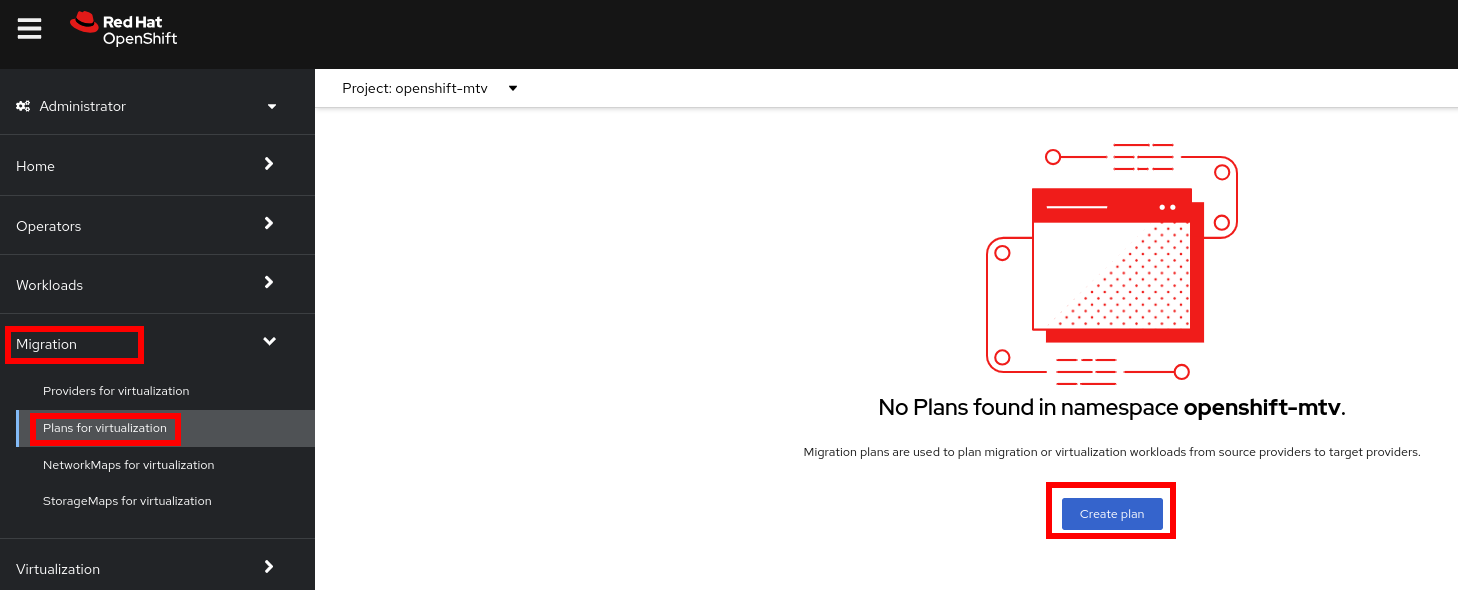 Red Hat
OpenShift
Administrator
Home
Operators
Workloads
Migration
Providers for virtualization
Plans for virtualization
NetworkMaps for virtualization
StorageMaps for virtualization
Virtualization
Project: openshift-mtv
No Plans found in namespace openshift-mtv.
Migration plans are used to plan migration or virtualization workloads from source providers to target providers.
Create plan